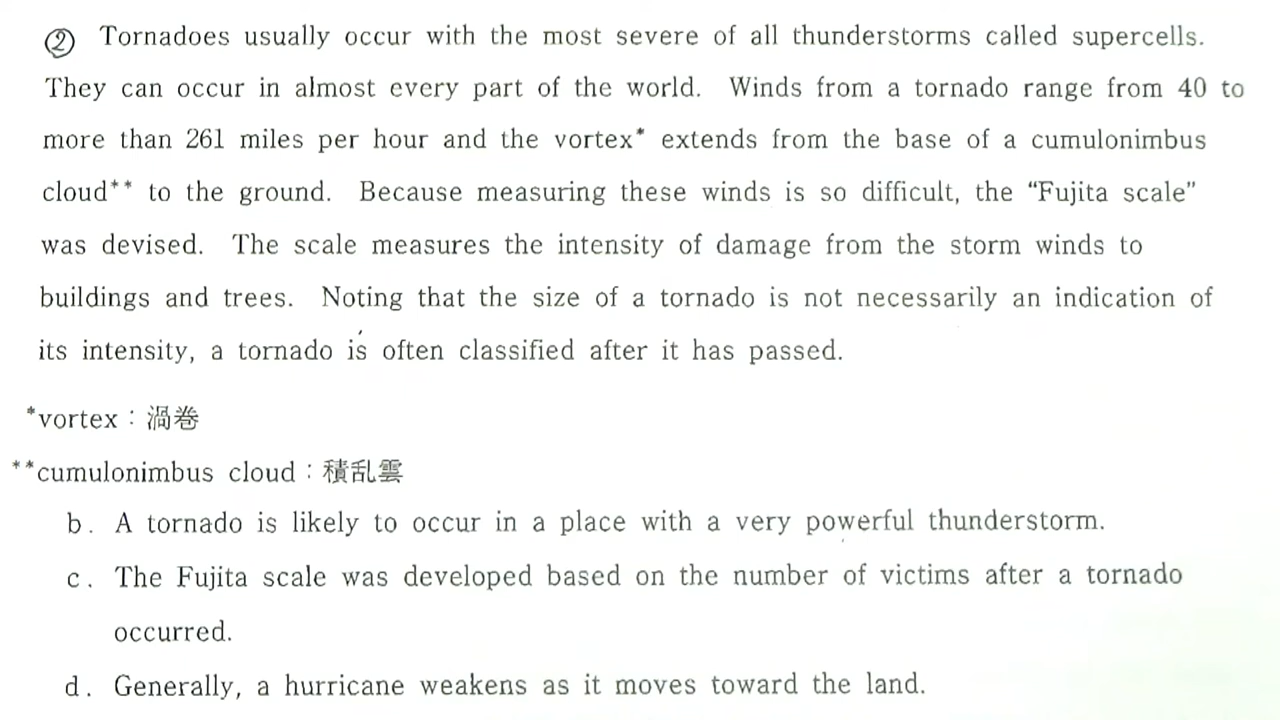 ② Tornadoes usually occur with the most severe of all thunderstorms called supercells.
They can occur in almost every part of the world. Winds from a tornado range from 40 to
more than 261 miles per hour and the vortex* extends from the base of a cumulonimbus
cloud** to the ground. Because measuring these winds is so difficult, the “Fujita scale”
was devised. The scale measures the intensity of damage from the storm winds to
buildings and trees. Noting that the size of a tornado is not necessarily an indication of
its intensity, a tornado is often classified after it has passed.
*vortex：渦巻
**cumulonimbus cloud：積乱雲
b. A tornado is likely to occur in a place with a very powerful thunderstorm.
c. The Fujita scale was developed based on the number of victims after a tornado
occurred.
d. Generally, a hurricane weakens as it moves toward the land.